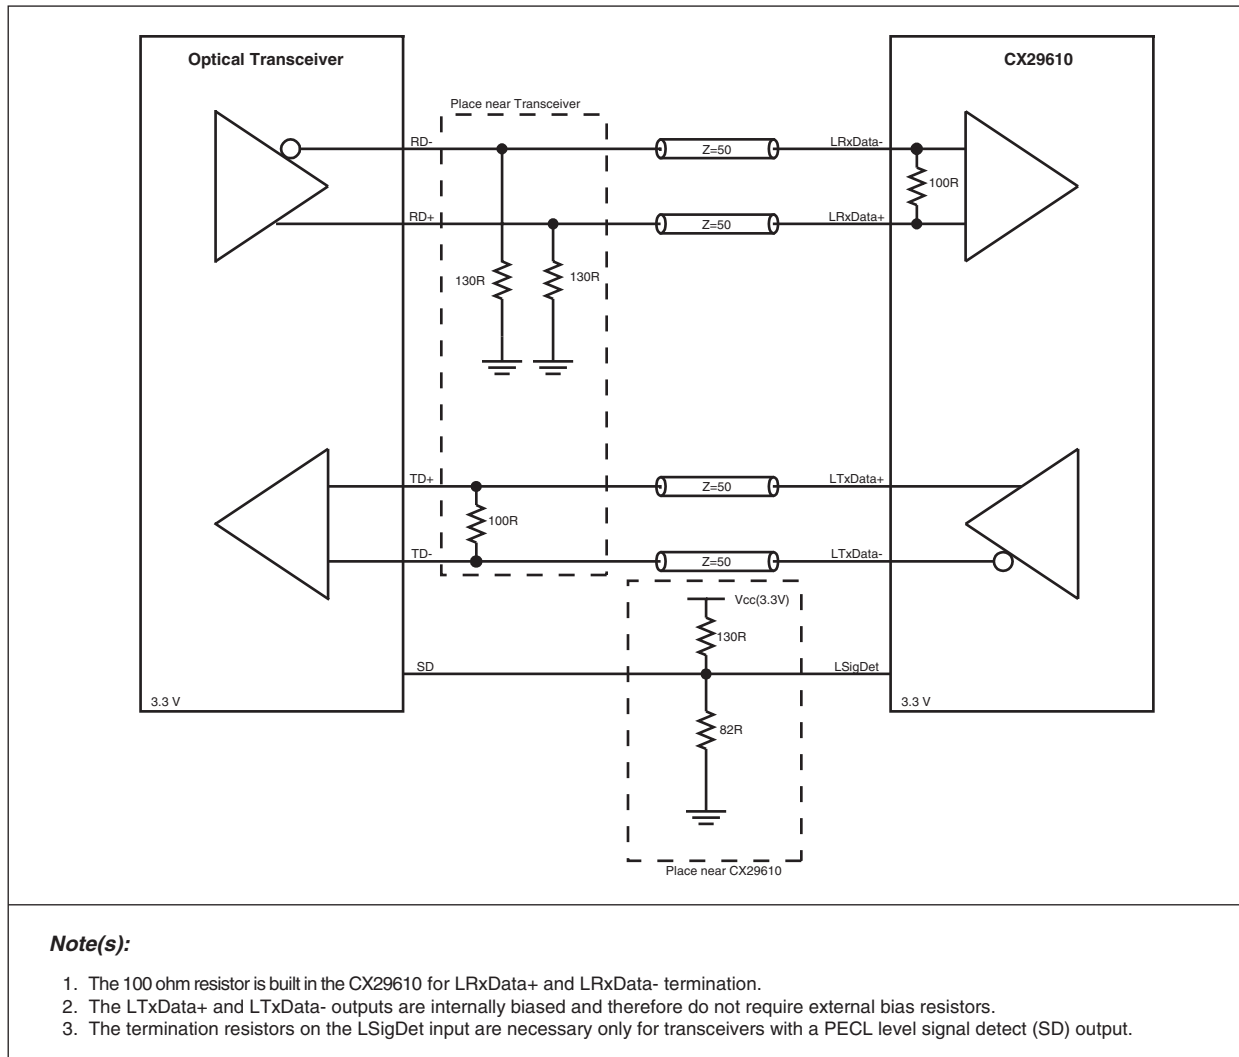 Optical Transceiver
CX29610
Place near Transceiver
RD-
Z=50
LRxData-
100R
RD+
Z=50
LRxData+
130R
130R
TD+
Z=50
LTxData+
100R
TD-
Z=50
LTxData-
Vcc(3.3V)
130R
SD
LSigDet
3.3 V
3.3 V
82R
Place near CX29610
Note(s):
1. The 100 ohm resistor is built in the CX29610 for LRxData+ and LRxData- termination.
2. The LTxData+ and LTxData- outputs are internally biased and therefore do not require external bias resistors.
3. The termination resistors on the LSigDet input are necessary only for transceivers with a PECL level signal detect (SD) output.